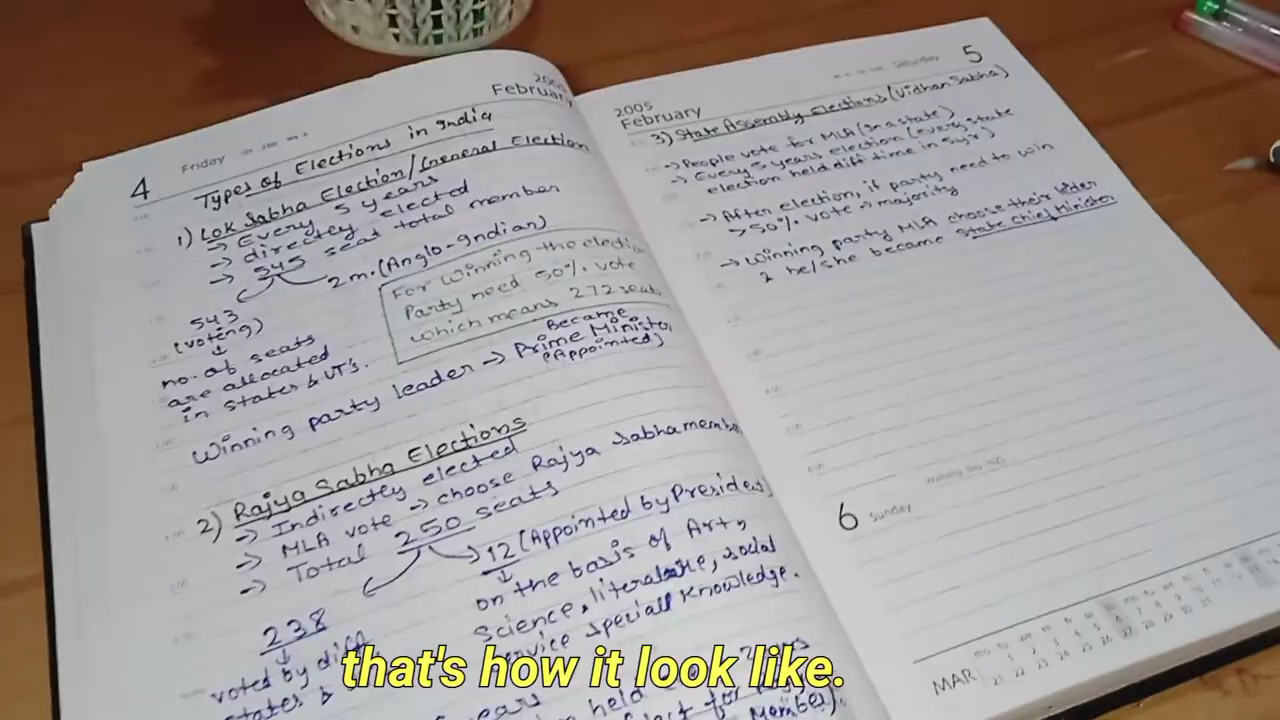 4 Friday
2005
February
Types of Elections in India
1) Lok Sabha Election/General Election
→ Every 5 years
→ directly elected
→ 545 seat total member
2 m. (Anglo-Indian)
543
(voting)
↓
no. of seats
are allocated
in states & UT's.
For Winning the electi
Party need 50% vote
which means 272 seats
Winning party leader → Became
Prime Minister
(Appointed)
2) Rajya Sabha Elections
→ Indirectly elected
→ MLA vote → choose Rajya Sabha membe
→ Total 250 seats
12 (Appointed by President)
↓
on the basis of Art,
Science, literature, social
service speciall Knowledge.
238
↓
voted by diff.
States &
years
held
Member).
2005
February
Saturday 5
3) State Assembly Elections (Vidhan Sabha)
→ People vote for MLA (In a state)
→ Every 5 years election (every state
election held diff time in 5yr)
→ After election, if party need to win
>50% vote → majority
→ Winning party MLA choose their leader
& he/she became State Chief Minister
6 Sunday
MAR
that's how it look like.